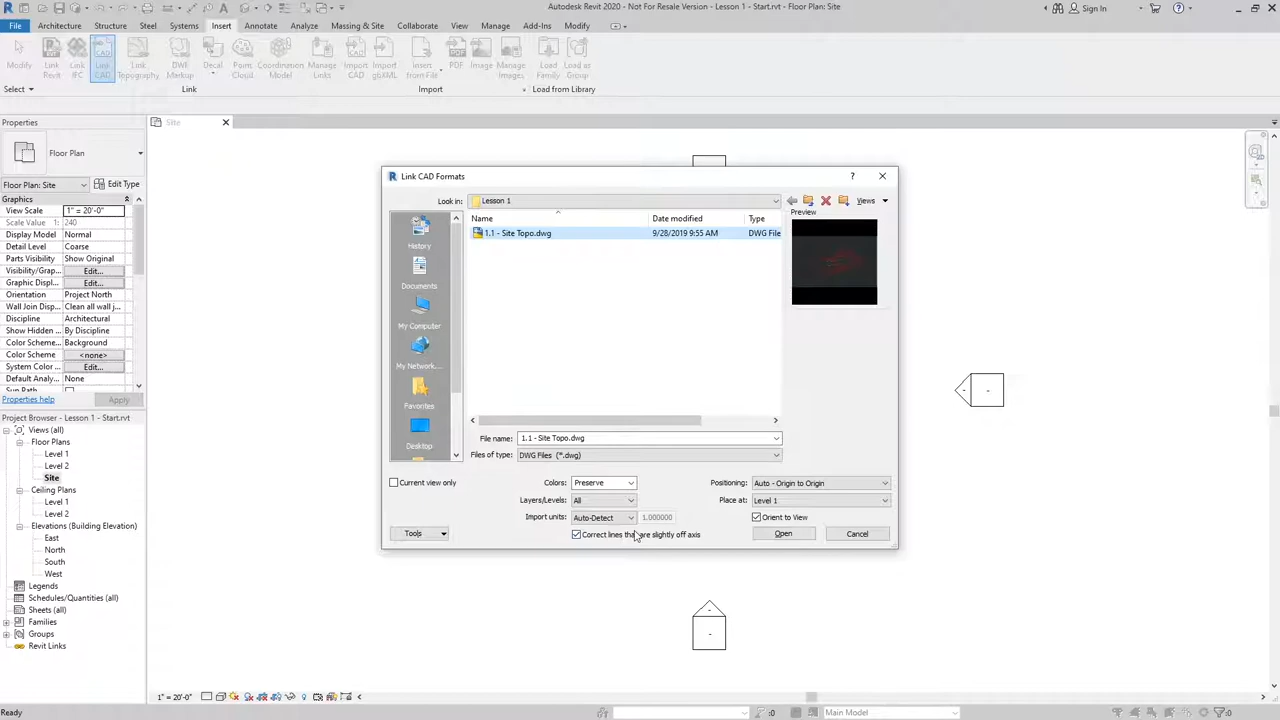 Autodesk Revit 2020 - Not For Resale Version - Lesson 1 - Start.rvt - Floor Plan: Site
Sign In
File Architecture Structure Steel Systems Insert Annotate Analyze Massing & Site Collaborate View Manage Add-Ins Modify
Modify
Link Revit
Link IFC
Link CAD
Link Topography
DWF Markup
Decal
Point Cloud
Coordination Model
Manage Links
Import CAD
Import gbXML
Insert from File
PDF
Image
Manage Images
Load Family
Load as Group
Select
Link
Import
Load from Library
Properties
Site
Floor Plan
Floor Plan: Site
Edit Type
Graphics
View Scale 1" = 20'-0"
Scale Value 1: 240
Display Model Normal
Detail Level Coarse
Parts Visibility Show Original
Visibility/Grap... Edit...
Graphic Displ... Edit...
Orientation Project North
Wall Join Disp... Clean all wall j...
Discipline Architectural
Show Hidden ... By Discipline
Color Scheme ... Background
Color Scheme <none>
System Color ... Edit...
Default Analy... None
Sun Path
Properties help
Apply
Project Browser - Lesson 1 - Start.rvt
Views (all)
Floor Plans
Level 1
Level 2
Site
Ceiling Plans
Level 1
Level 2
Elevations (Building Elevation)
East
North
South
West
Legends
Schedules/Quantities (all)
Sheets (all)
Families
Groups
Revit Links
Link CAD Formats
?
Look in: Lesson 1
Views
Name Date modified Type
1.1 - Site Topo.dwg 9/28/2019 9:55 AM DWG File
Preview
History
Documents
My Computer
My Network...
Favorites
Desktop
File name: 1.1 - Site Topo.dwg
Files of type: DWG Files (*.dwg)
Current view only
Colors: Preserve
Positioning: Auto - Origin to Origin
Layers/Levels: All
Place at: Level 1
Import units: Auto-Detect 1.000000
Orient to View
Tools
Correct lines that are slightly off axis
Open
Cancel
1" = 20'-0"
Ready
:0
Main Model
:0